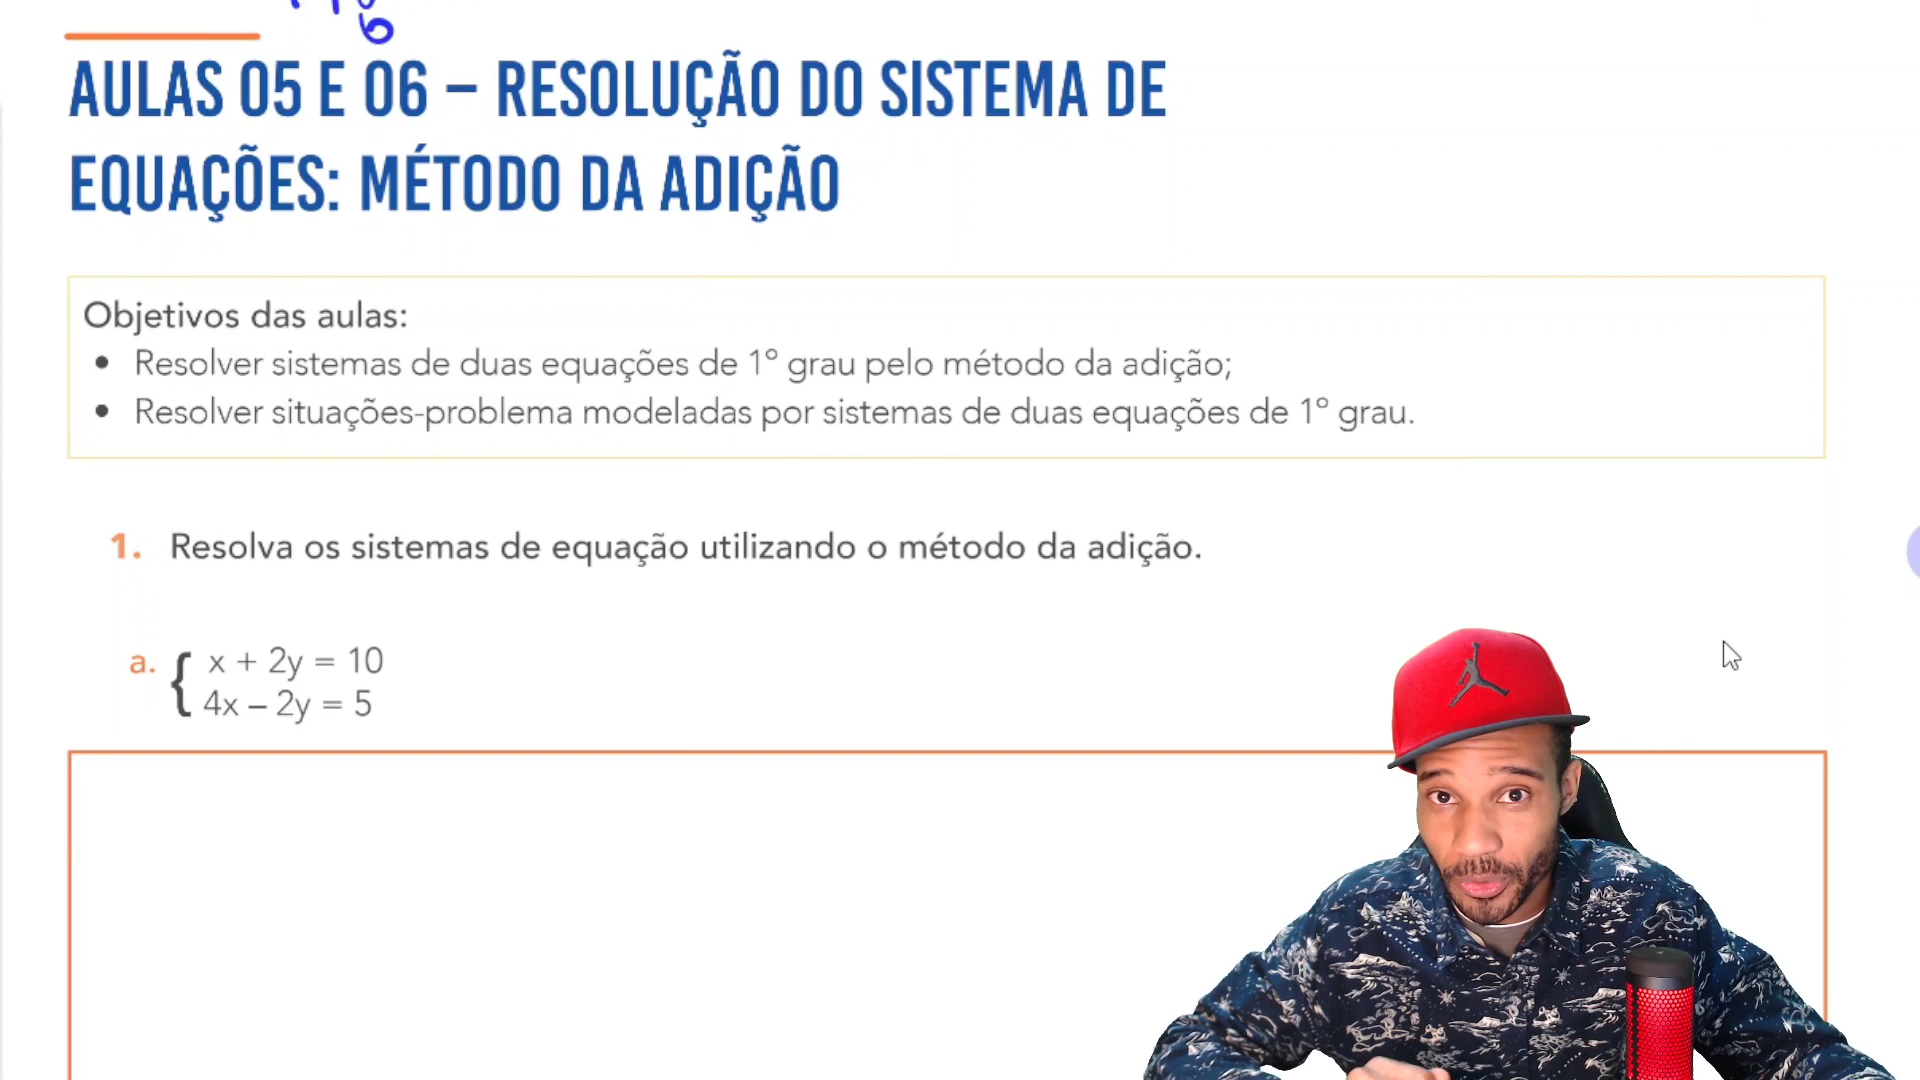 AULAS 05 E 06 – RESOLUÇÃO DO SISTEMA DE
EQUAÇÕES: MÉTODO DA ADIÇÃO
Objetivos das aulas:
• Resolver sistemas de duas equações de 1º grau pelo método da adição;
• Resolver situações-problema modeladas por sistemas de duas equações de 1º grau.
1. Resolva os sistemas de equação utilizando o método da adição.
a. { x + 2y = 10
4x – 2y = 5